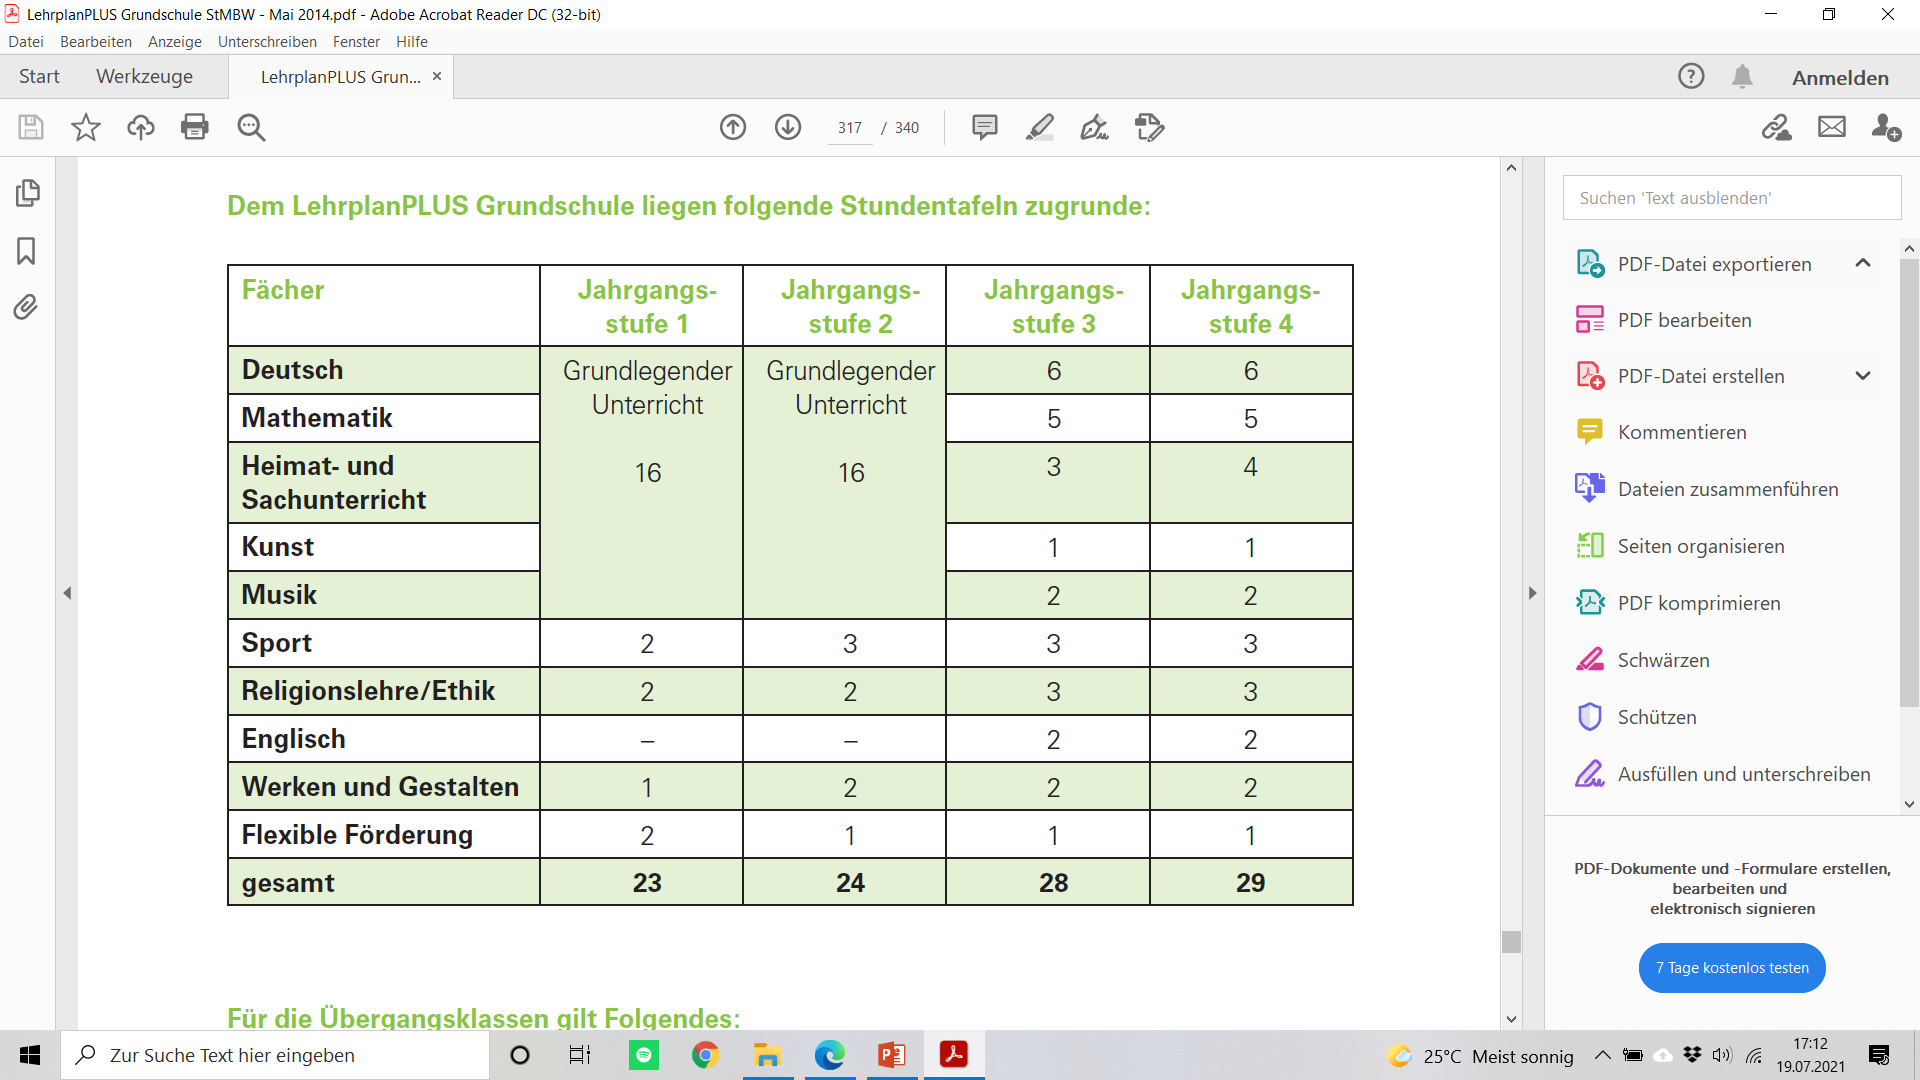 LehrplanPLUS Grundschule StMBW - Mai 2014.pdf - Adobe Acrobat Reader DC (32-bit)
Datei Bearbeiten Anzeige Unterschreiben Fenster Hilfe
Start Werkzeuge LehrplanPLUS Grun... × Anmelden
317 / 340
Dem LehrplanPLUS Grundschule liegen folgende Stundentafeln zugrunde:
Fächer Jahrgangs- Jahrgangs- Jahrgangs- Jahrgangs-
stufe 1 stufe 2 stufe 3 stufe 4
Deutsch Grundlegender Grundlegender 6 6
Unterricht Unterricht
Mathematik 5 5
Heimat- und 16 16 3 4
Sachunterricht
Kunst 1 1
Musik 2 2
Sport 2 3 3 3
Religionslehre/Ethik 2 2 3 3
Englisch – – 2 2
Werken und Gestalten 1 2 2 2
Flexible Förderung 2 1 1 1
gesamt 23 24 28 29
Für die Übergangsklassen gilt Folgendes:
Suchen 'Text ausblenden'
PDF-Datei exportieren
PDF bearbeiten
PDF-Datei erstellen
Kommentieren
Dateien zusammenführen
Seiten organisieren
PDF komprimieren
Schwärzen
Schützen
Ausfüllen und unterschreiben
PDF-Dokumente und -Formulare erstellen,
bearbeiten und
elektronisch signieren
7 Tage kostenlos testen
Zur Suche Text hier eingeben
25°C Meist sonnig
17:12
19.07.2021